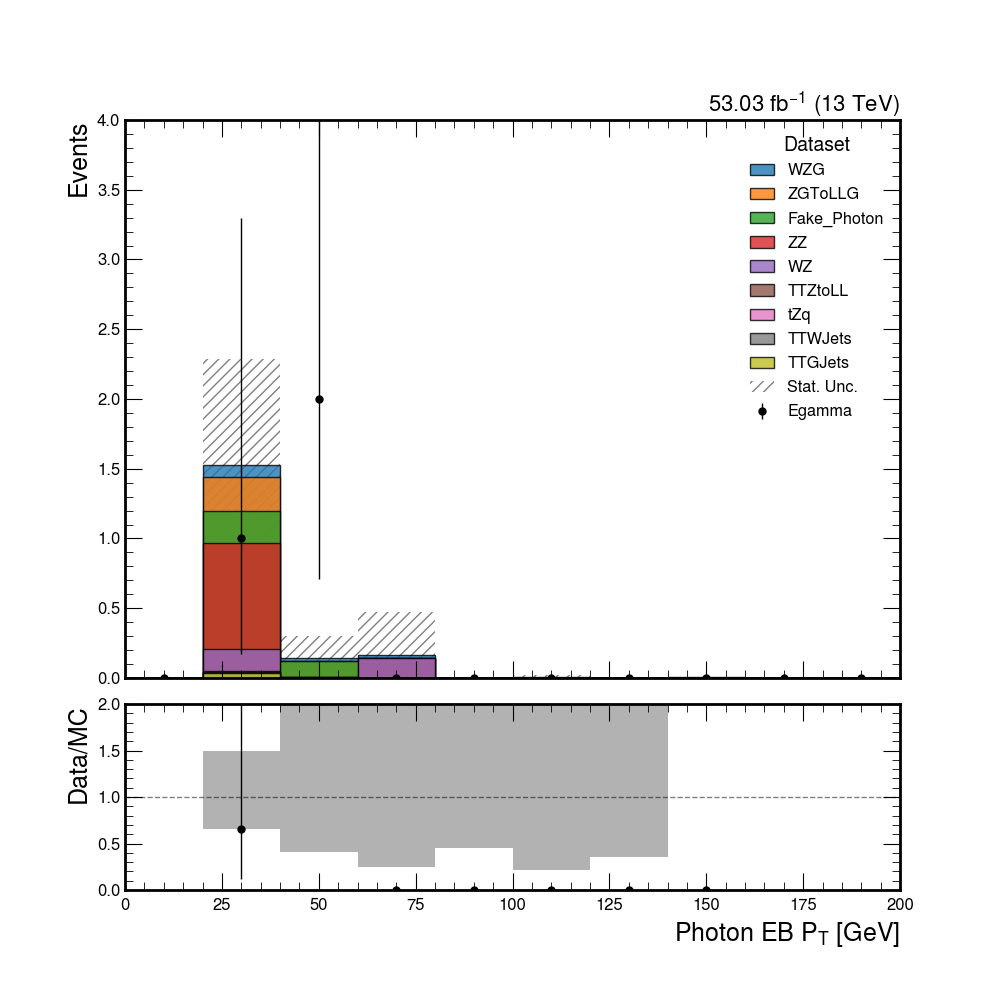 53.03 fb⁻¹ (13 TeV)
Events
4.0
3.5
3.0
2.5
2.0
1.5
1.0
0.5
0.0
Dataset
WZG
ZGToLLG
Fake_Photon
ZZ
WZ
TTZtoLL
tZq
TTWJets
TTGJets
Stat. Unc.
Egamma
Data/MC
2.0
1.5
1.0
0.5
0.0
0 25 50 75 100 125 150 175 200
Photon EB P_T [GeV]